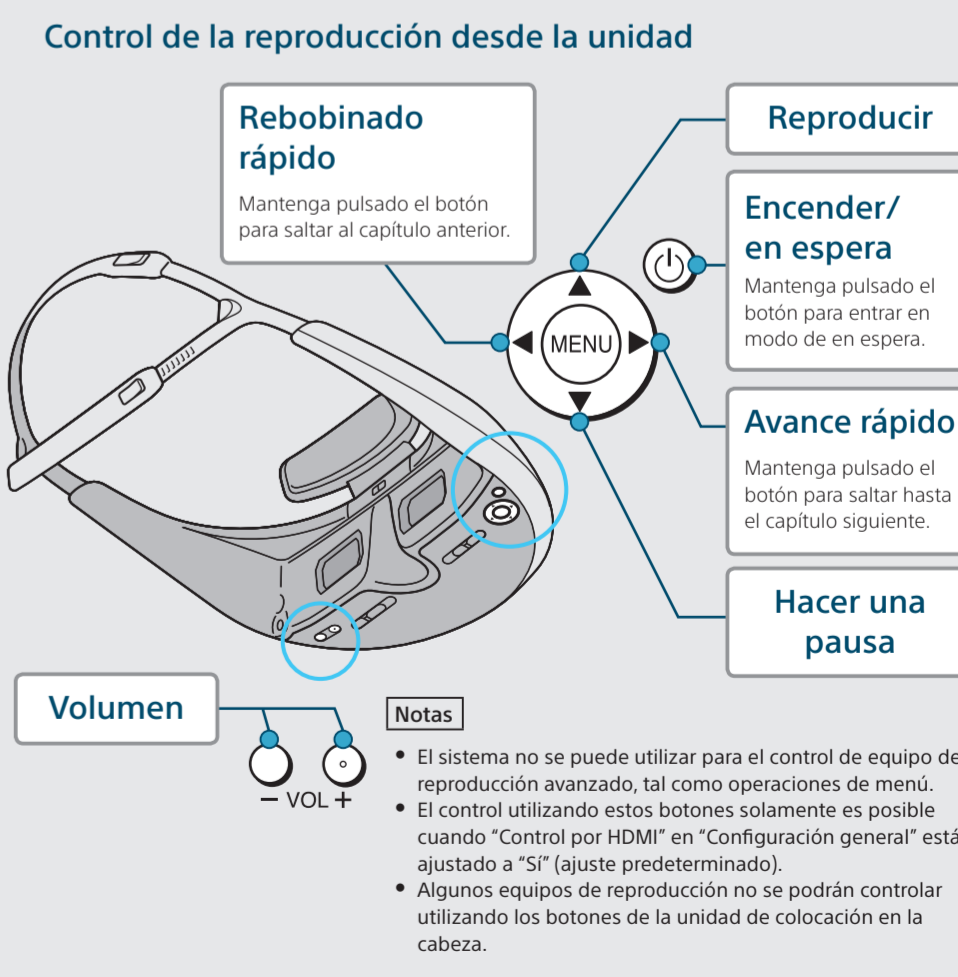 Control de la reproducción desde la unidad
Rebobinado
rápido
Mantenga pulsado el botón
para saltar al capítulo anterior.
Reproducir
Encender/
en espera
Mantenga pulsado el
botón para entrar en
modo de en espera.
MENU
Avance rápido
Mantenga pulsado el
botón para saltar hasta
el capítulo siguiente.
Hacer una
pausa
Volumen
– VOL +
Notas
• El sistema no se puede utilizar para el control de equipo de
reproducción avanzado, tal como operaciones de menú.
• El control utilizando estos botones solamente es posible
cuando “Control por HDMI” en “Configuración general” está
ajustado a “Sí” (ajuste predeterminado).
• Algunos equipos de reproducción no se podrán controlar
utilizando los botones de la unidad de colocación en la
cabeza.